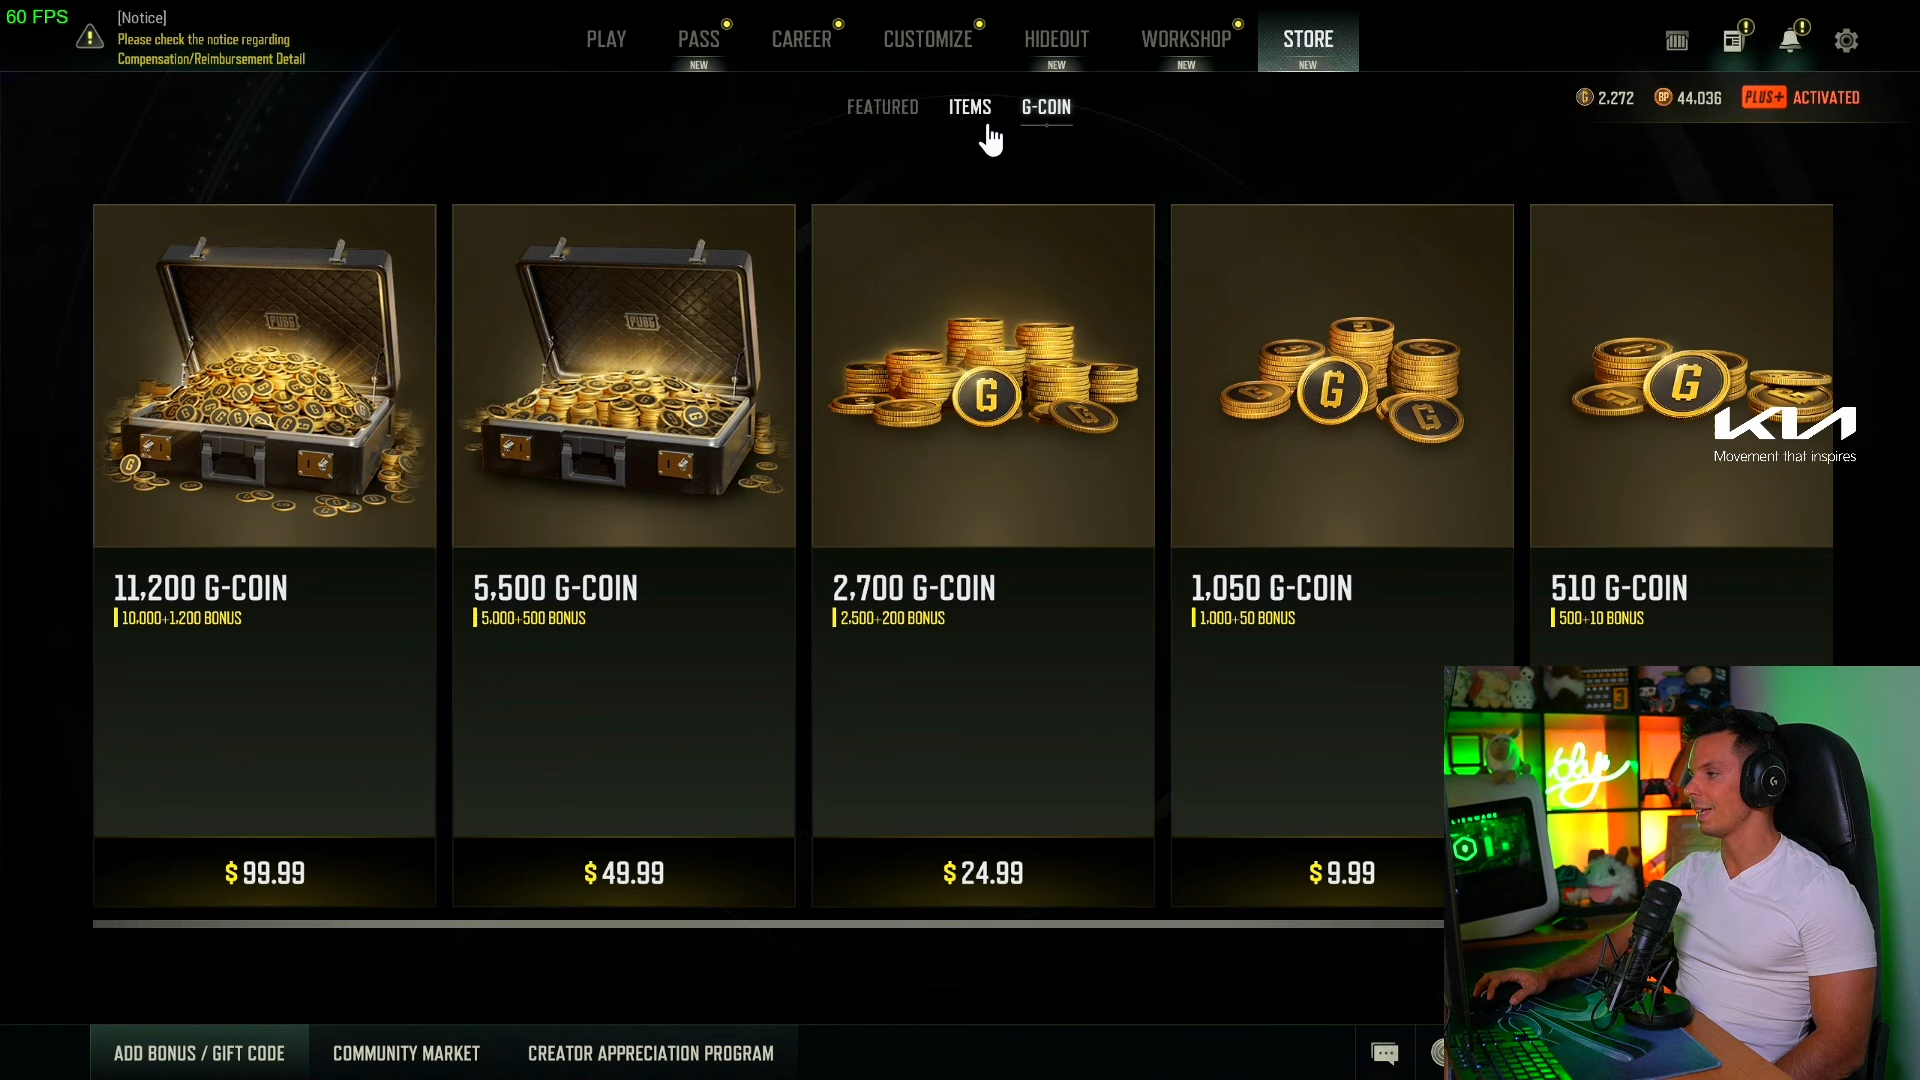 60 FPS
[Notice]
Please check the notice regarding
Compensation/Reimbursement Detail
PLAY
PASS
NEW
CAREER
CUSTOMIZE
HIDEOUT
NEW
WORKSHOP
NEW
STORE
NEW
G 2,272
BP 44,036
PLUS+ ACTIVATED
FEATURED
ITEMS
G-COIN
PUBG
PUBG
G
G
G
KIA
Movement that inspires
11,200 G-COIN
10,000+1,200 BONUS
5,500 G-COIN
5,000+500 BONUS
2,700 G-COIN
2,500+200 BONUS
1,050 G-COIN
1,000+50 BONUS
510 G-COIN
500+10 BONUS
$ 99.99
$ 49.99
$ 24.99
$ 9.99
ALIENWARE
ADD BONUS / GIFT CODE
COMMUNITY MARKET
CREATOR APPRECIATION PROGRAM